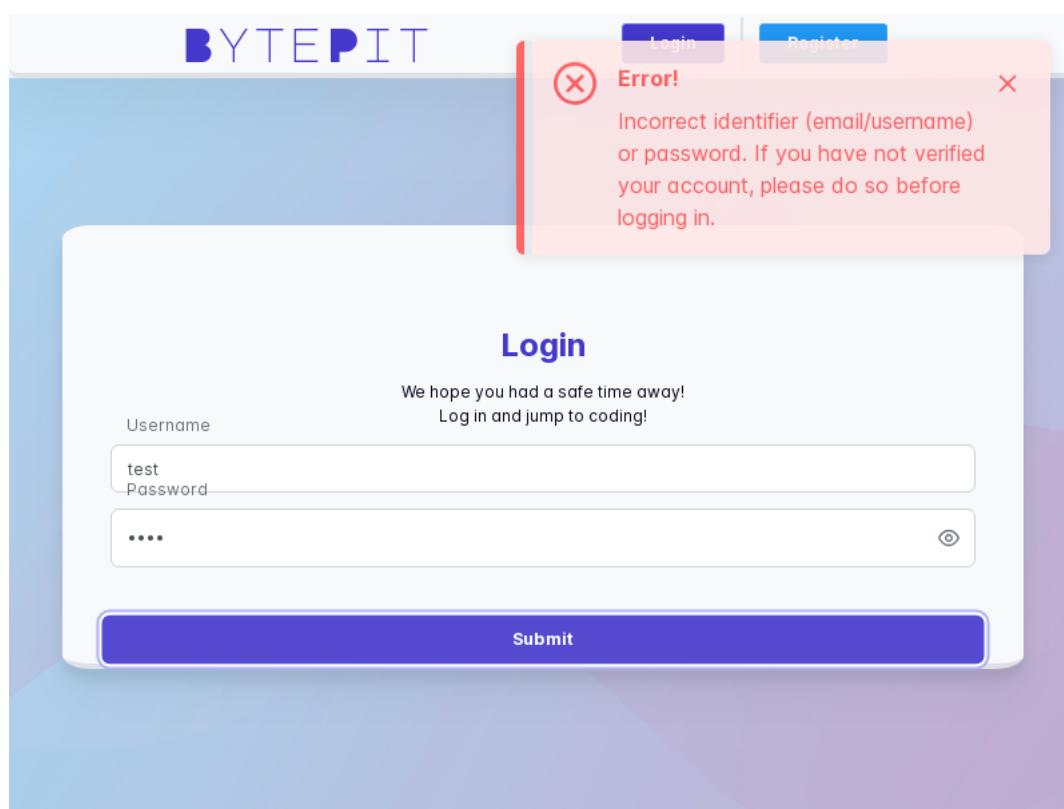 BYTEPIT
Login
Register
Error!
Incorrect identifier (email/username)
or password. If you have not verified
your account, please do so before
logging in.
Login
We hope you had a safe time away!
Log in and jump to coding!
Username
test
Password
Submit